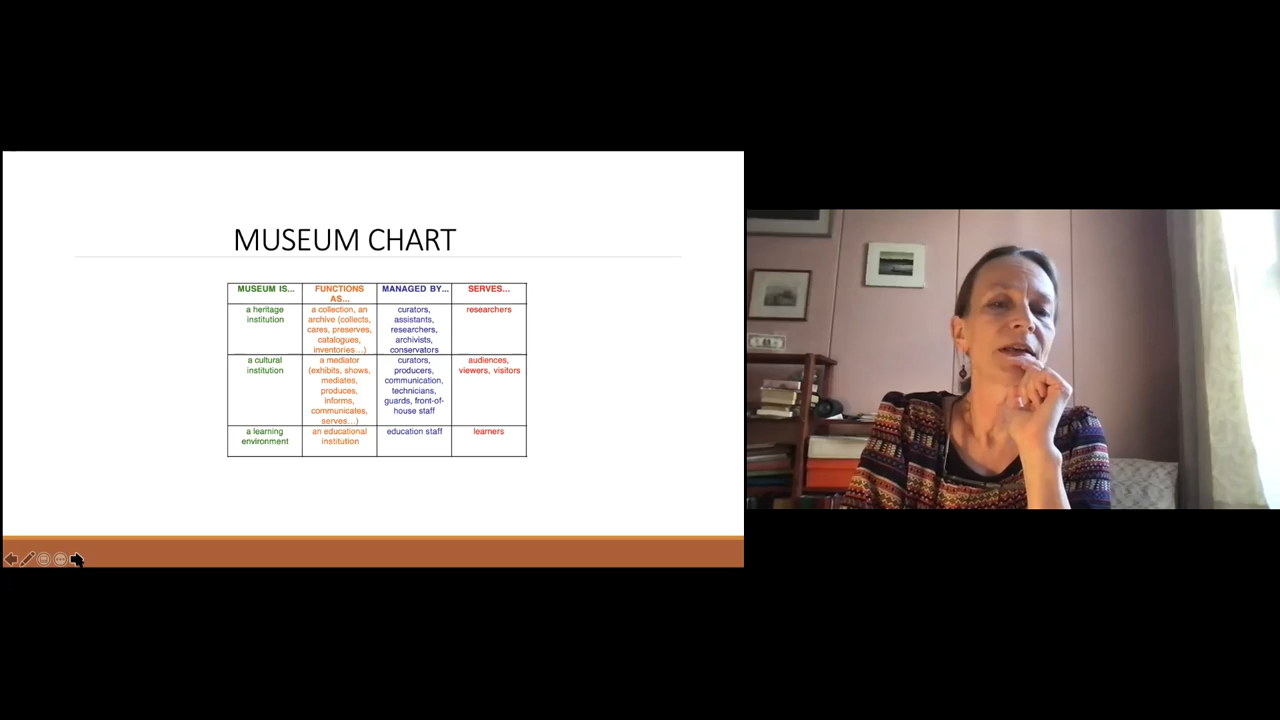 MUSEUM CHART
MUSEUM IS...
FUNCTIONS
AS...
MANAGED BY...
SERVES...
a heritage
institution
a collection, an
archive (collects,
cares, preserves,
catalogues,
inventories...)
curators,
assistants,
researchers,
archivists,
conservators
researchers
a cultural
institution
a mediator
(exhibits, shows,
mediates,
produces,
informs,
communicates,
serves...)
curators,
producers,
communication,
technicians,
guards, front-of-
house staff
audiences,
viewers, visitors
a learning
environment
an educational
institution
education staff
learners